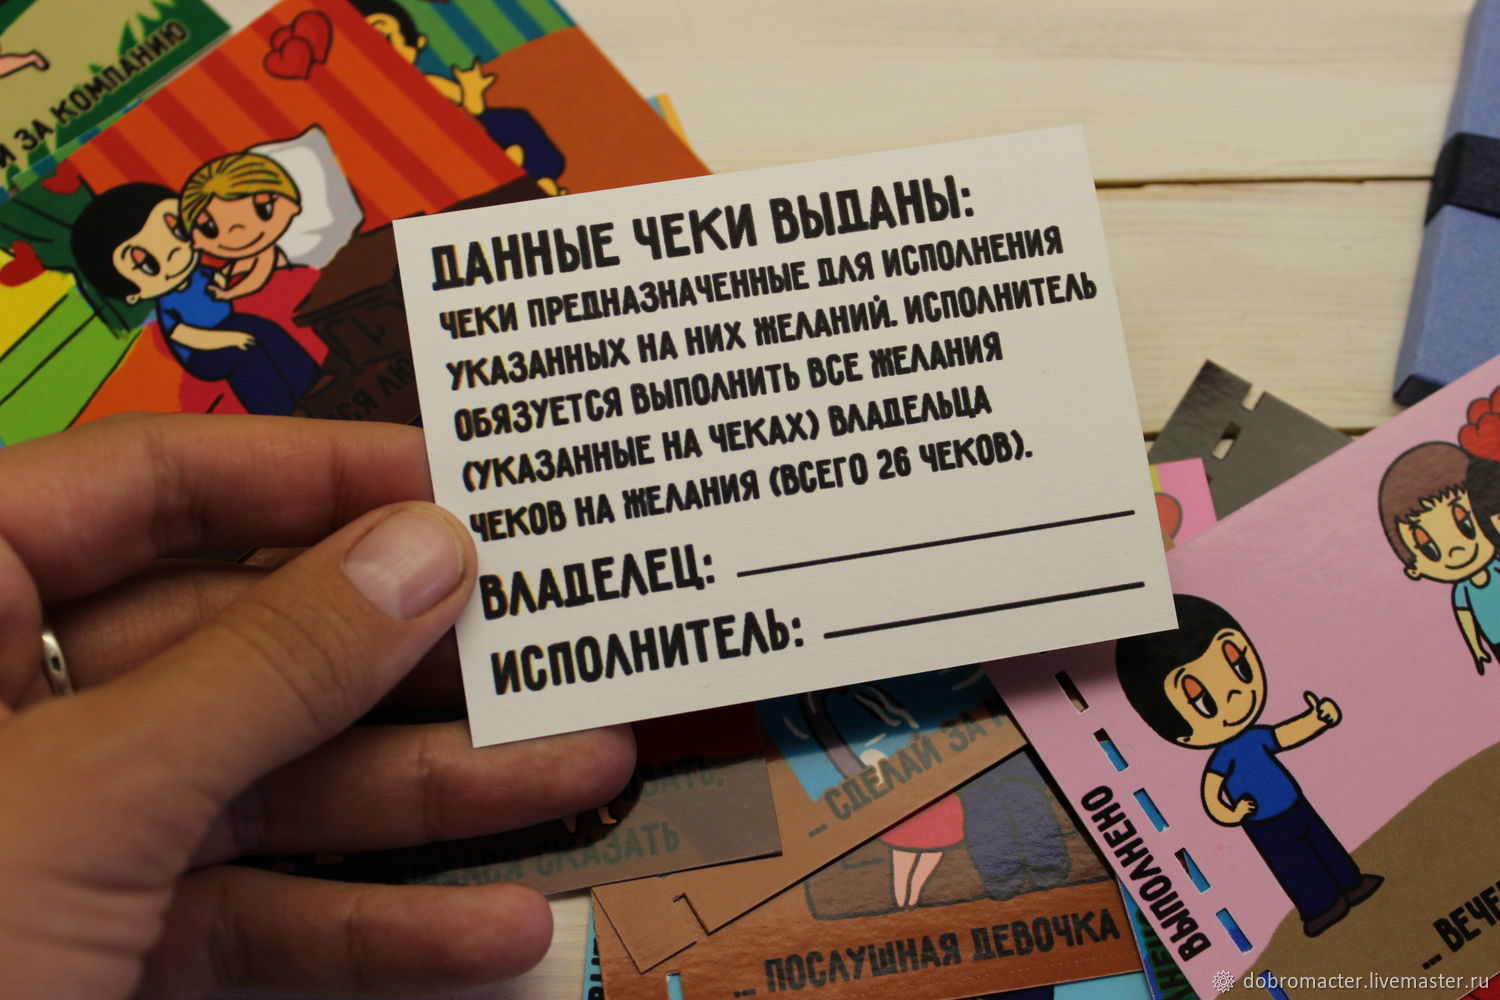 И ЗА КОМПАНИЮ
ДАННЫЕ ЧЕКИ ВЫДАНЫ:
ЧЕКИ ПРЕДНАЗНАЧЕННЫЕ ДЛЯ ИСПОЛНЕНИЯ
УКАЗАННЫХ НА НИХ ЖЕЛАНИЙ. ИСПОЛНИТЕЛЬ
ОБЯЗУЕТСЯ ВЫПОЛНИТЬ ВСЕ ЖЕЛАНИЯ
(УКАЗАННЫЕ НА ЧЕКАХ) ВЛАДЕЛЬЦА
ЧЕКОВ НА ЖЕЛАНИЯ (ВСЕГО 26 ЧЕКОВ).
ВЛАДЕЛЕЦ:
ИСПОЛНИТЕЛЬ:
СКАЗАТЬ
... СДЕЛАЙ ЗА
... ПОСЛУШНАЯ ДЕВОЧКА
ВЫПОЛНЕНО
... ВЕЧЕ
dobromacter.livemaster.ru